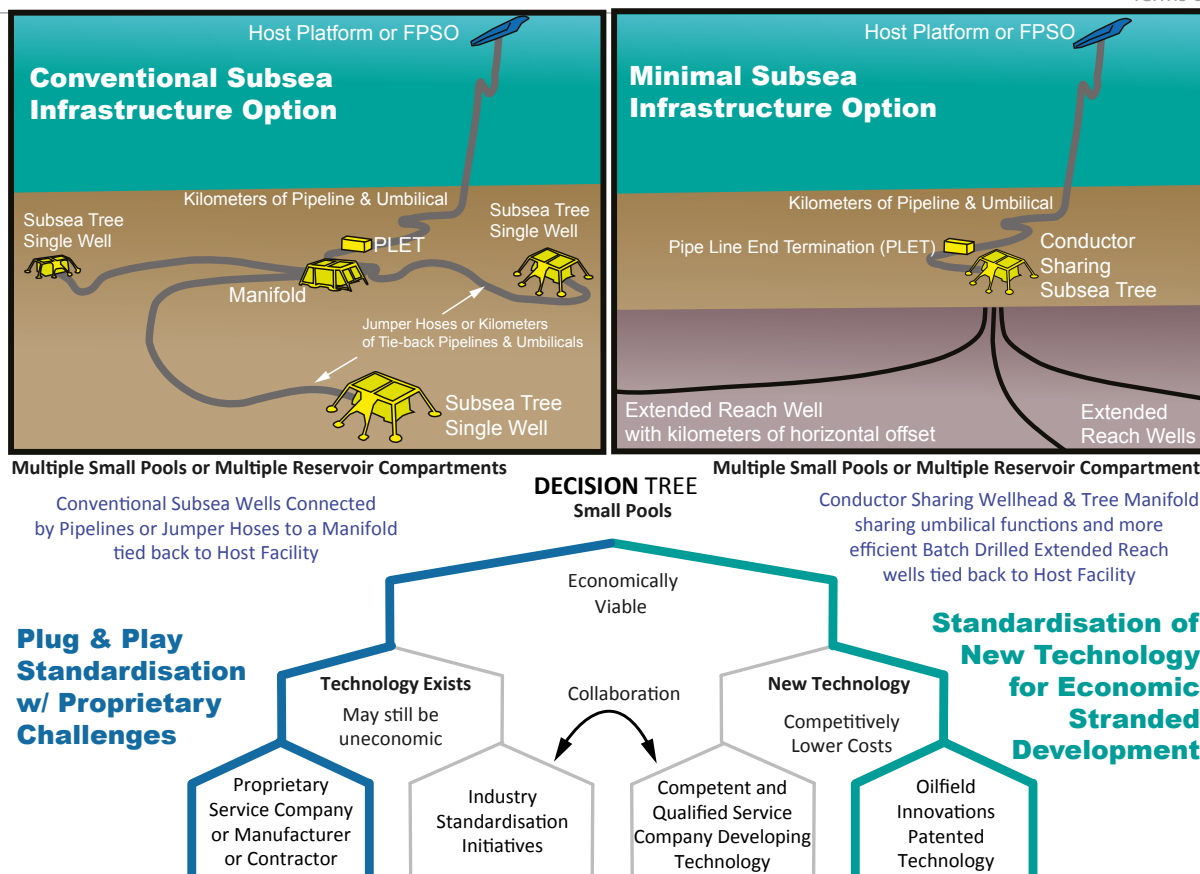 Host Platform or FPSO
Conventional Subsea
Infrastructure Option
Kilometers of Pipeline & Umbilical
Subsea Tree
Single Well
Subsea Tree
Single Well
PLET
Manifold
Jumper Hoses or Kilometers
of Tie-back Pipelines & Umbilicals
Subsea Tree
Single Well
Host Platform or FPSO
Minimal Subsea
Infrastructure Option
Kilometers of Pipeline & Umbilical
Pipe Line End Termination (PLET)
Conductor
Sharing
Subsea Tree
Extended Reach Well
with kilometers of horizontal offset
Extended
Reach Wells
Multiple Small Pools or Multiple Reservoir Compartments
Multiple Small Pools or Multiple Reservoir Compartment
Conventional Subsea Wells Connected
by Pipelines or Jumper Hoses to a Manifold
tied back to Host Facility
DECISION TREE
Small Pools
Conductor Sharing Wellhead & Tree Manifold
sharing umbilical functions and more
efficient Batch Drilled Extended Reach
wells tied back to Host Facility
Economically
Viable
Plug & Play
Standardisation
w/ Proprietary
Challenges
Standardisation of
New Technology
for Economic
Stranded
Development
Technology Exists
May still be
uneconomic
Collaboration
New Technology
Competitively
Lower Costs
Proprietary
Service Company
or Manufacturer
or Contractor
Industry
Standardisation
Initiatives
Competent and
Qualified Service
Company Developing
Technology
Oilfield
Innovations
Patented
Technology